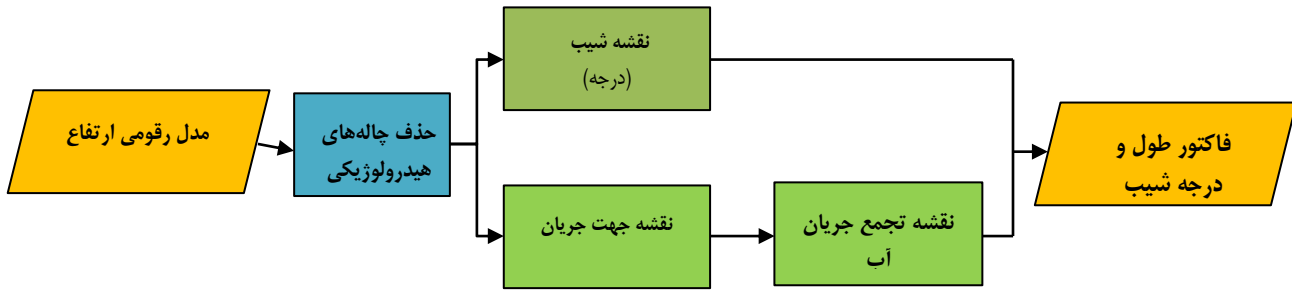 مدل رقومی ارتفاع
حذف چاله‌های
هیدرولوژیکی
نقشه شیب
(درجه)
نقشه جهت جریان
نقشه تجمع جریان
آب
فاکتور طول و
درجه شیب